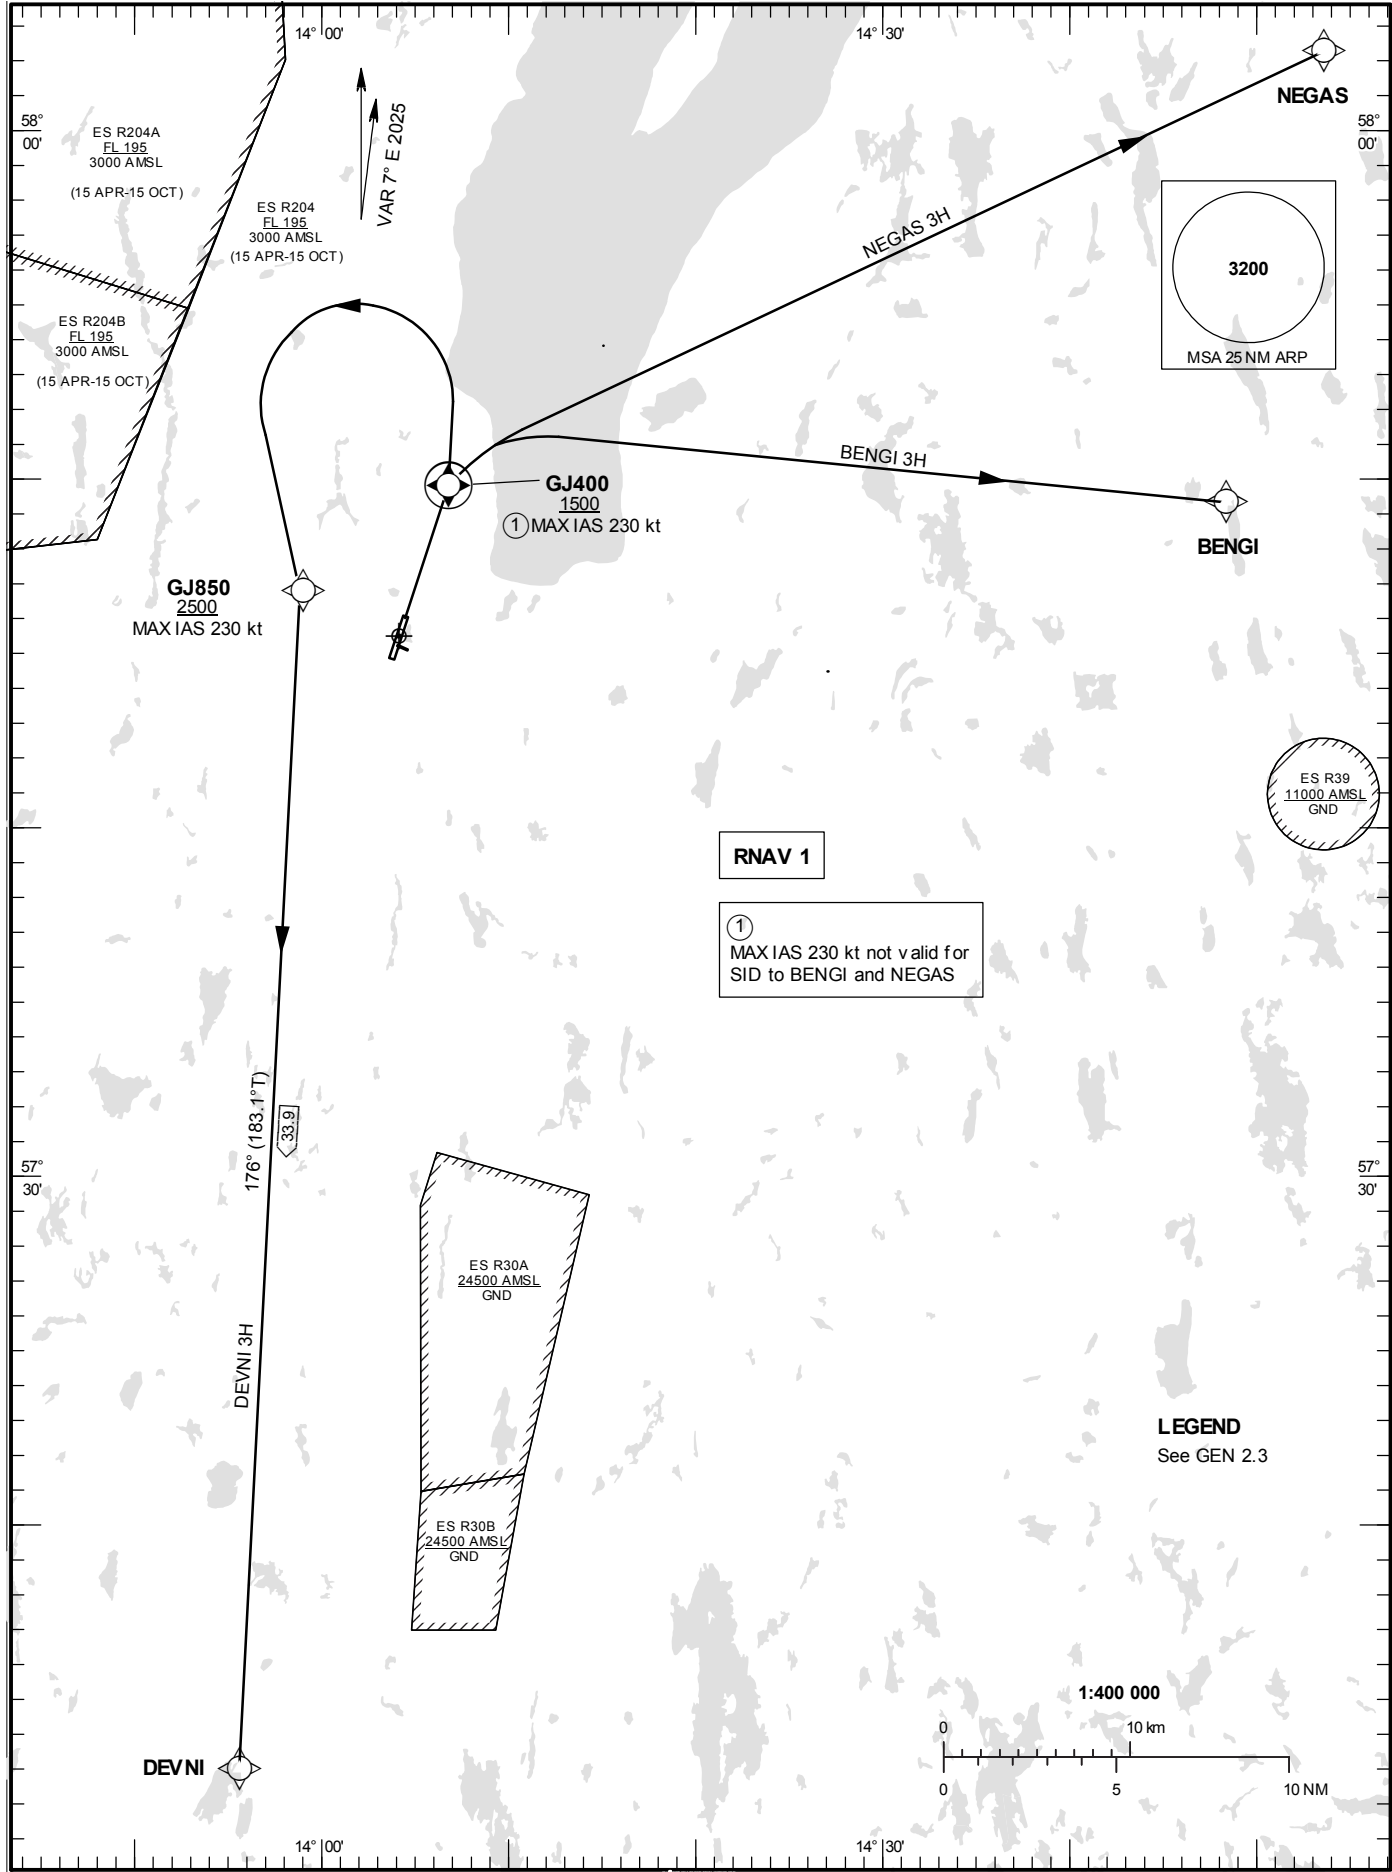 14° 00'
14° 30'
NEGAS
58°
00'
58°
00'
ES R204A
FL 195
3000 AMSL
(15 APR-15 OCT)
VAR 7° E 2025
ES R204
FL 195
3000 AMSL
(15 APR-15 OCT)
NEGAS 3H
3200
MSA 25 NM ARP
ES R204B
FL 195
3000 AMSL
(15 APR-15 OCT)
BENGI 3H
GJ400
1500
1 MAX IAS 230 kt
BENGI
GJ850
2500
MAX IAS 230 kt
ES R39
11000 AMSL
GND
RNAV 1
1
MAX IAS 230 kt not valid for
SID to BENGI and NEGAS
176° (183.1°T)
33.9
57°
30'
57°
30'
ES R30A
24500 AMSL
GND
DEVNI 3H
LEGEND
See GEN 2.3
ES R30B
24500 AMSL
GND
1:400 000
0
10 km
0
5
10 NM
DEVNI
14° 00'
14° 30'